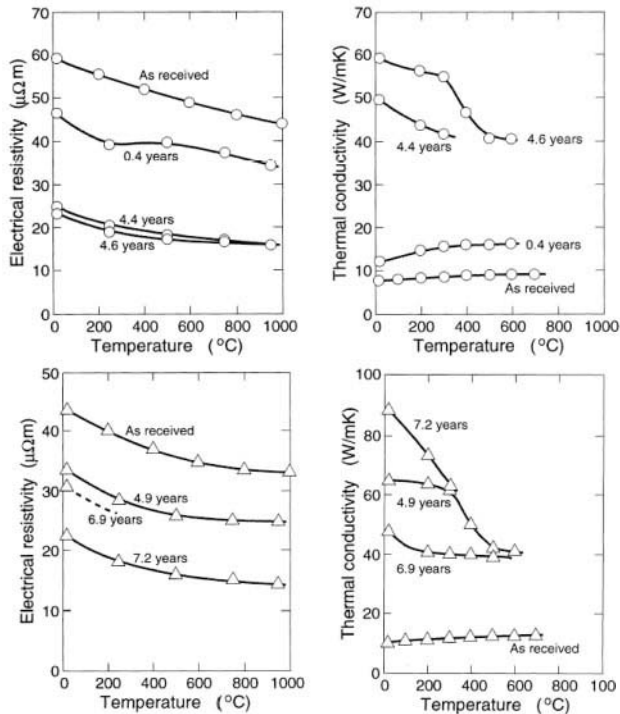 70
60
50
40
30
20
10
0
0 200 400 600 800 1000
Electrical resistivity (μΩm)
Temperature (°C)
As received
0.4 years
4.4 years
4.6 years
70
60
50
40
30
20
10
0
0 200 400 600 800 1000
Thermal conductivity (W/mK)
Temperature (°C)
4.6 years
4.4 years
0.4 years
As received
50
40
30
20
10
0
0 200 400 600 800 1000
Electrical resistivity (μΩm)
Temperature (°C)
As received
4.9 years
6.9 years
7.2 years
100
80
60
40
20
0
0 200 400 600 800 1000
Thermal conductivity (W/mK)
Temperature (°C)
7.2 years
4.9 years
6.9 years
As received